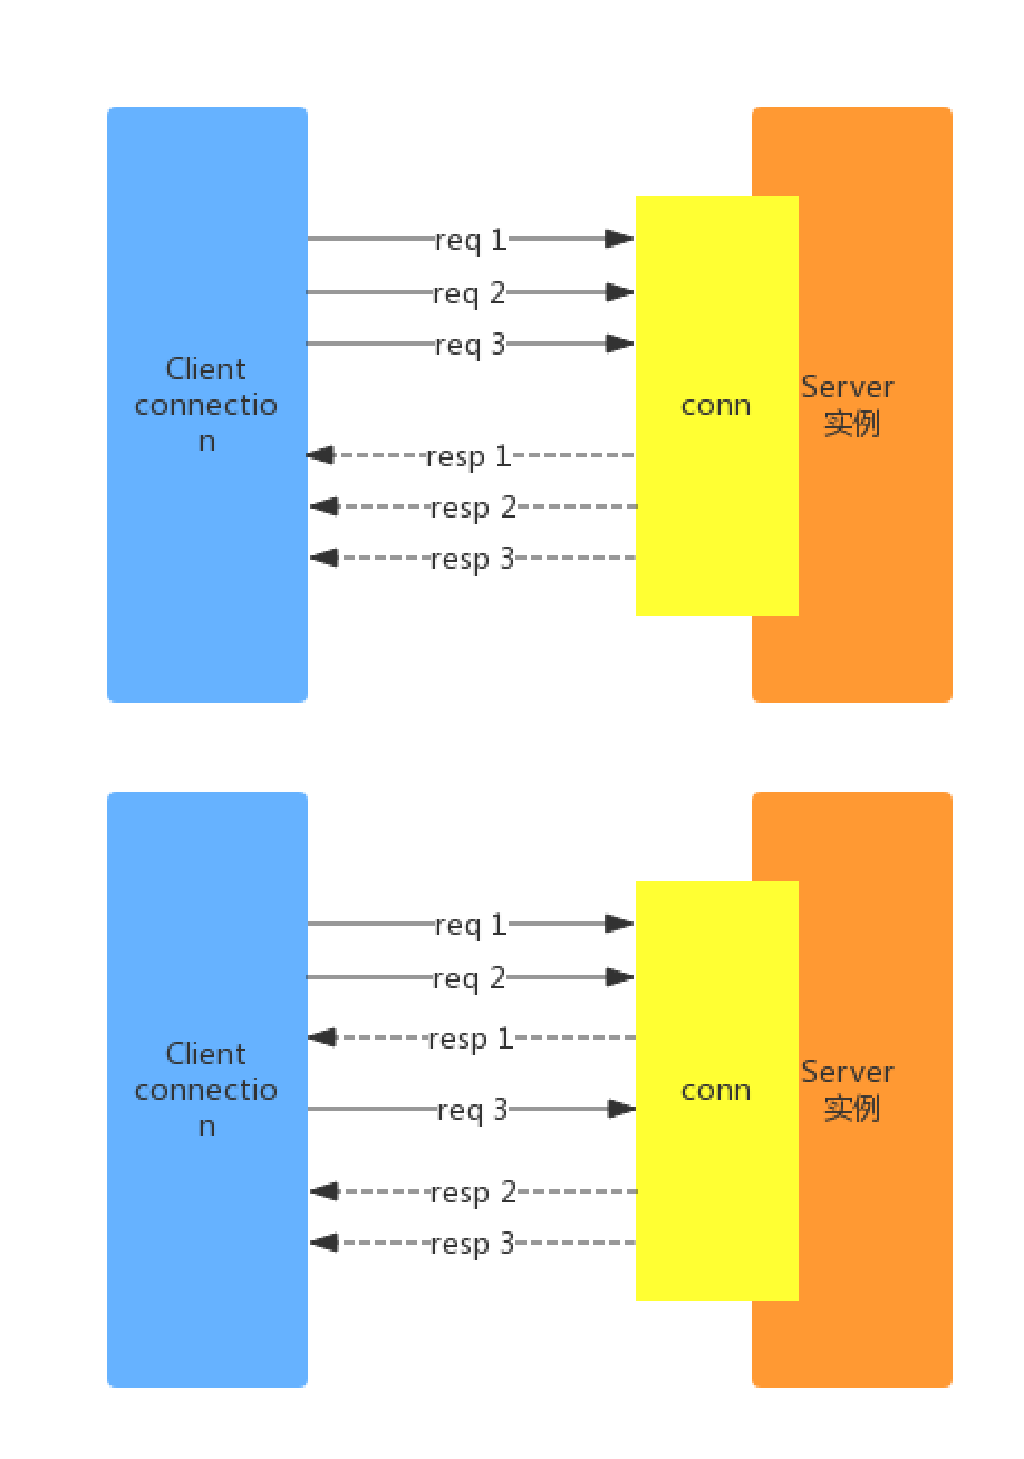 req 1
req 2
req 3
Client
connectio
n
conn
Server
实例
resp 1
resp 2
resp 3
req 1
req 2
resp 1
Client
connectio
n
conn
Server
实例
req 3
resp 2
resp 3